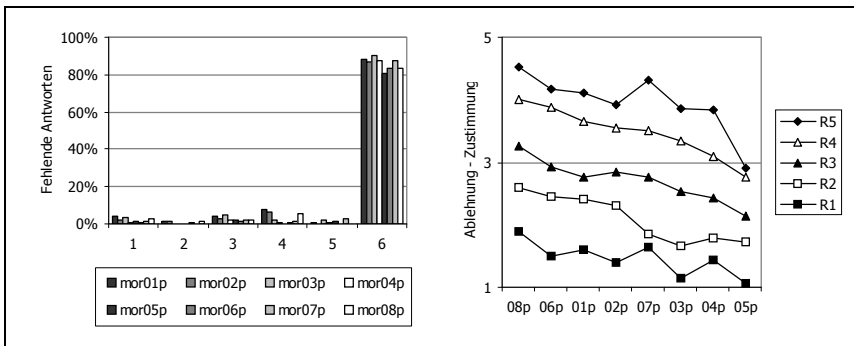 Fehlende Antworten
100%
80%
60%
40%
20%
0%
1 2 3 4 5 6
mor01p mor02p mor03p mor04p
mor05p mor06p mor07p mor08p
Ablehnung - Zustimmung
5
3
1
08p 06p 01p 02p 07p 03p 04p 05p
R5
R4
R3
R2
R1